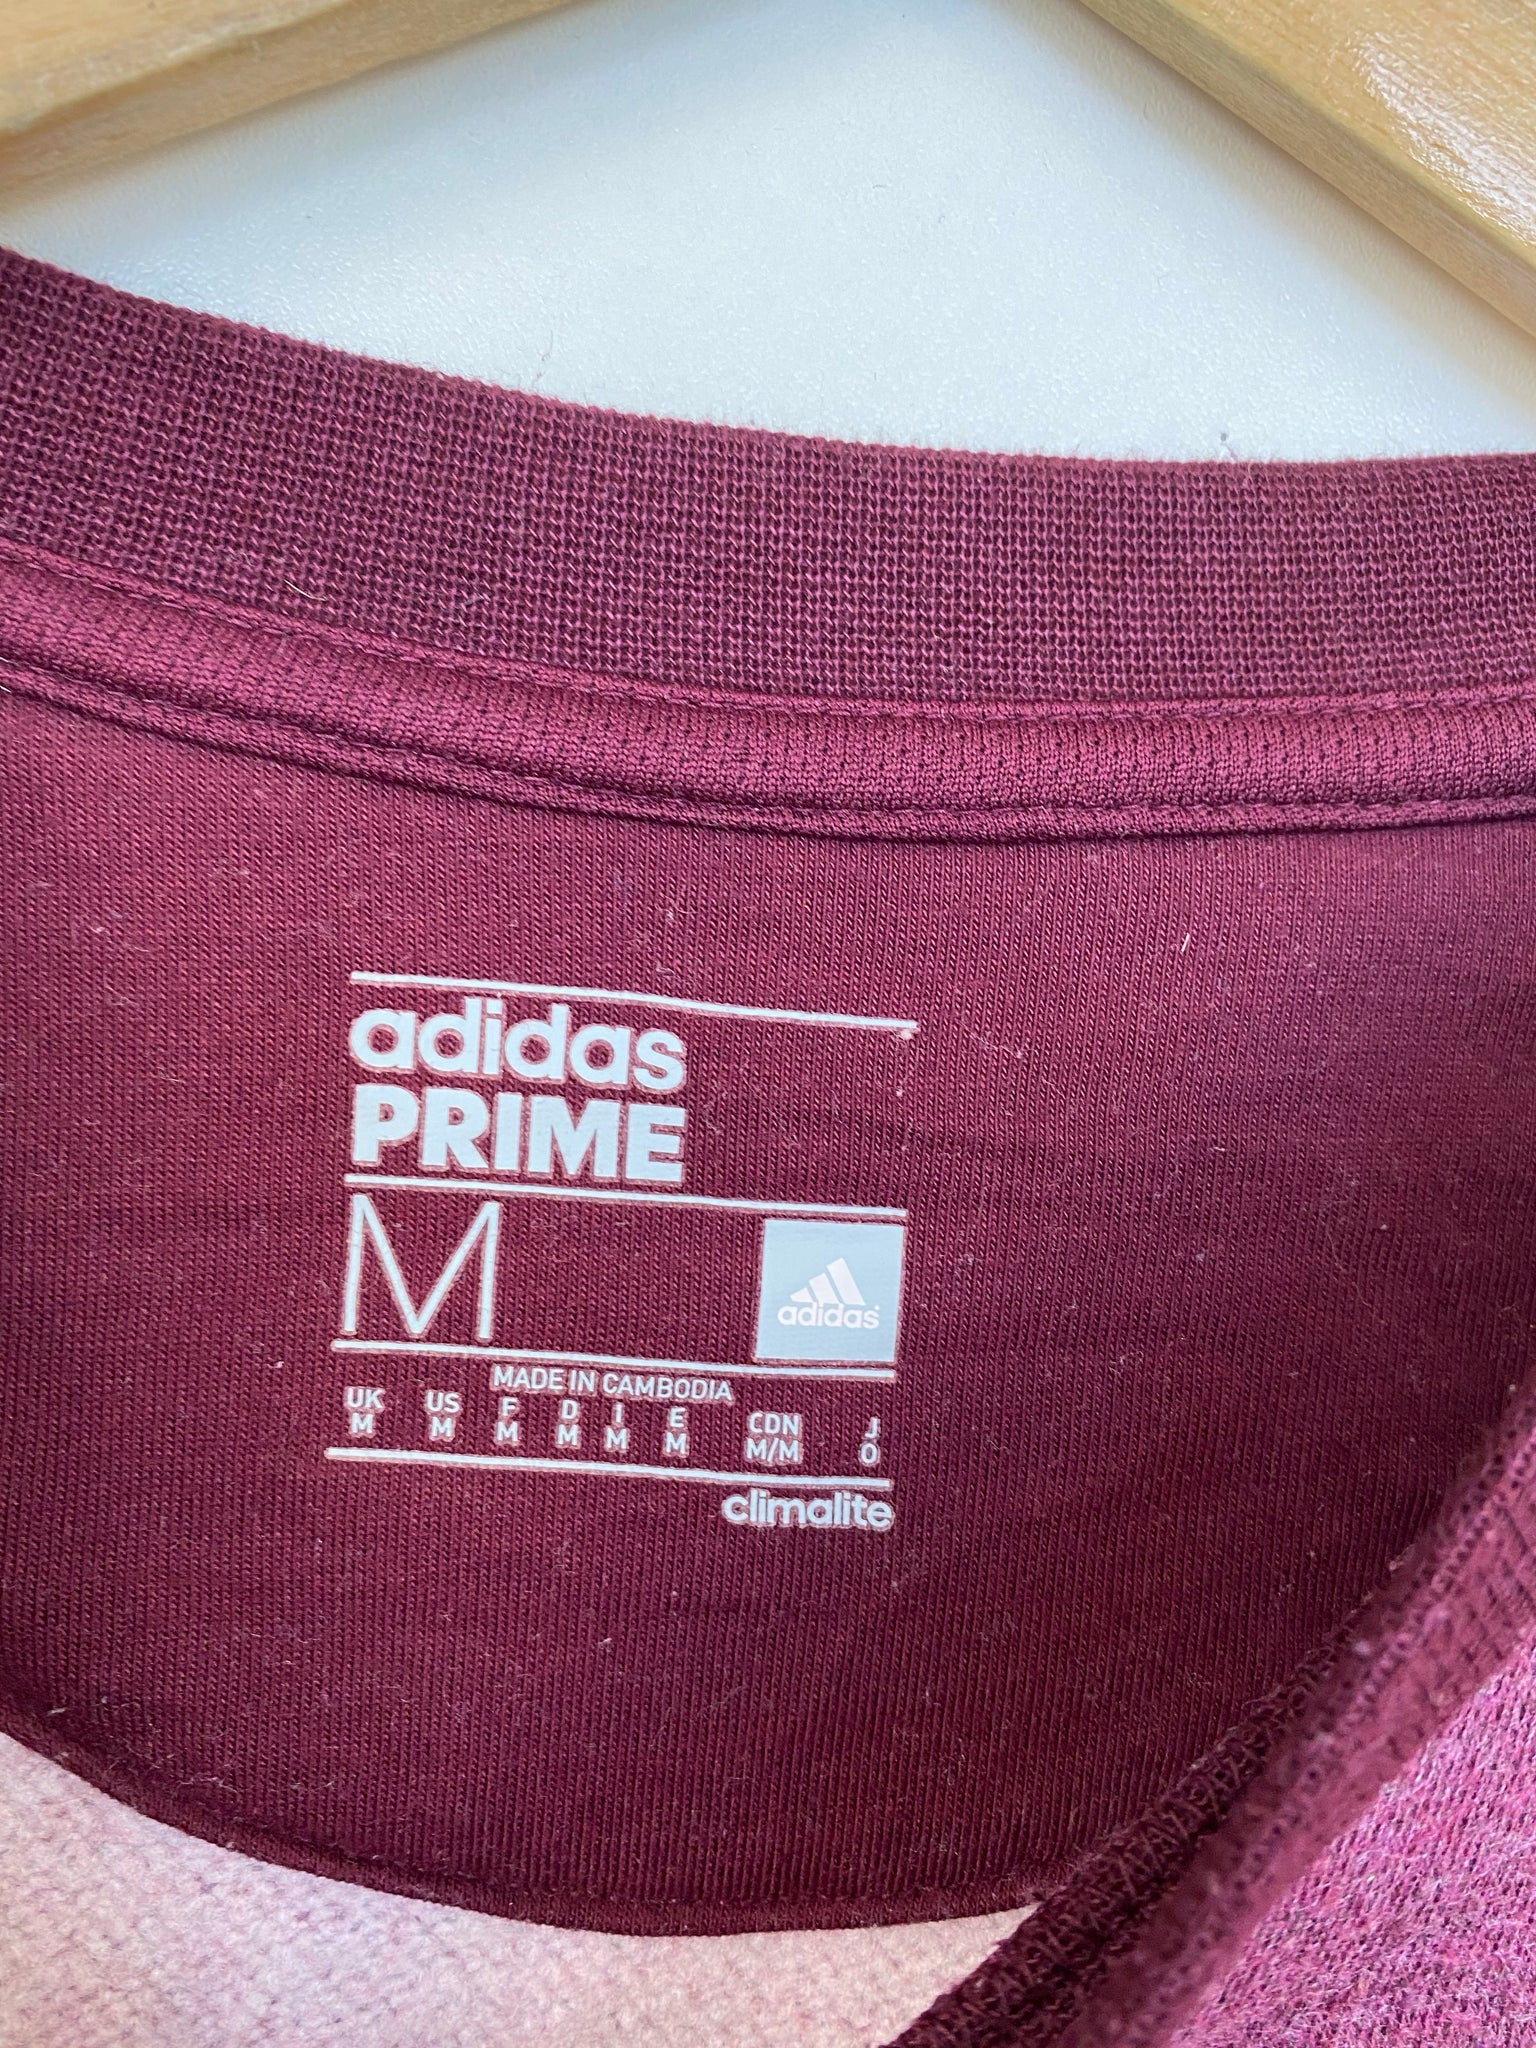 adidas
PRIME
M
adidas
MADE IN CAMBODIA
UK US F D I E CDN J
M M M M M M M/M O
climalite